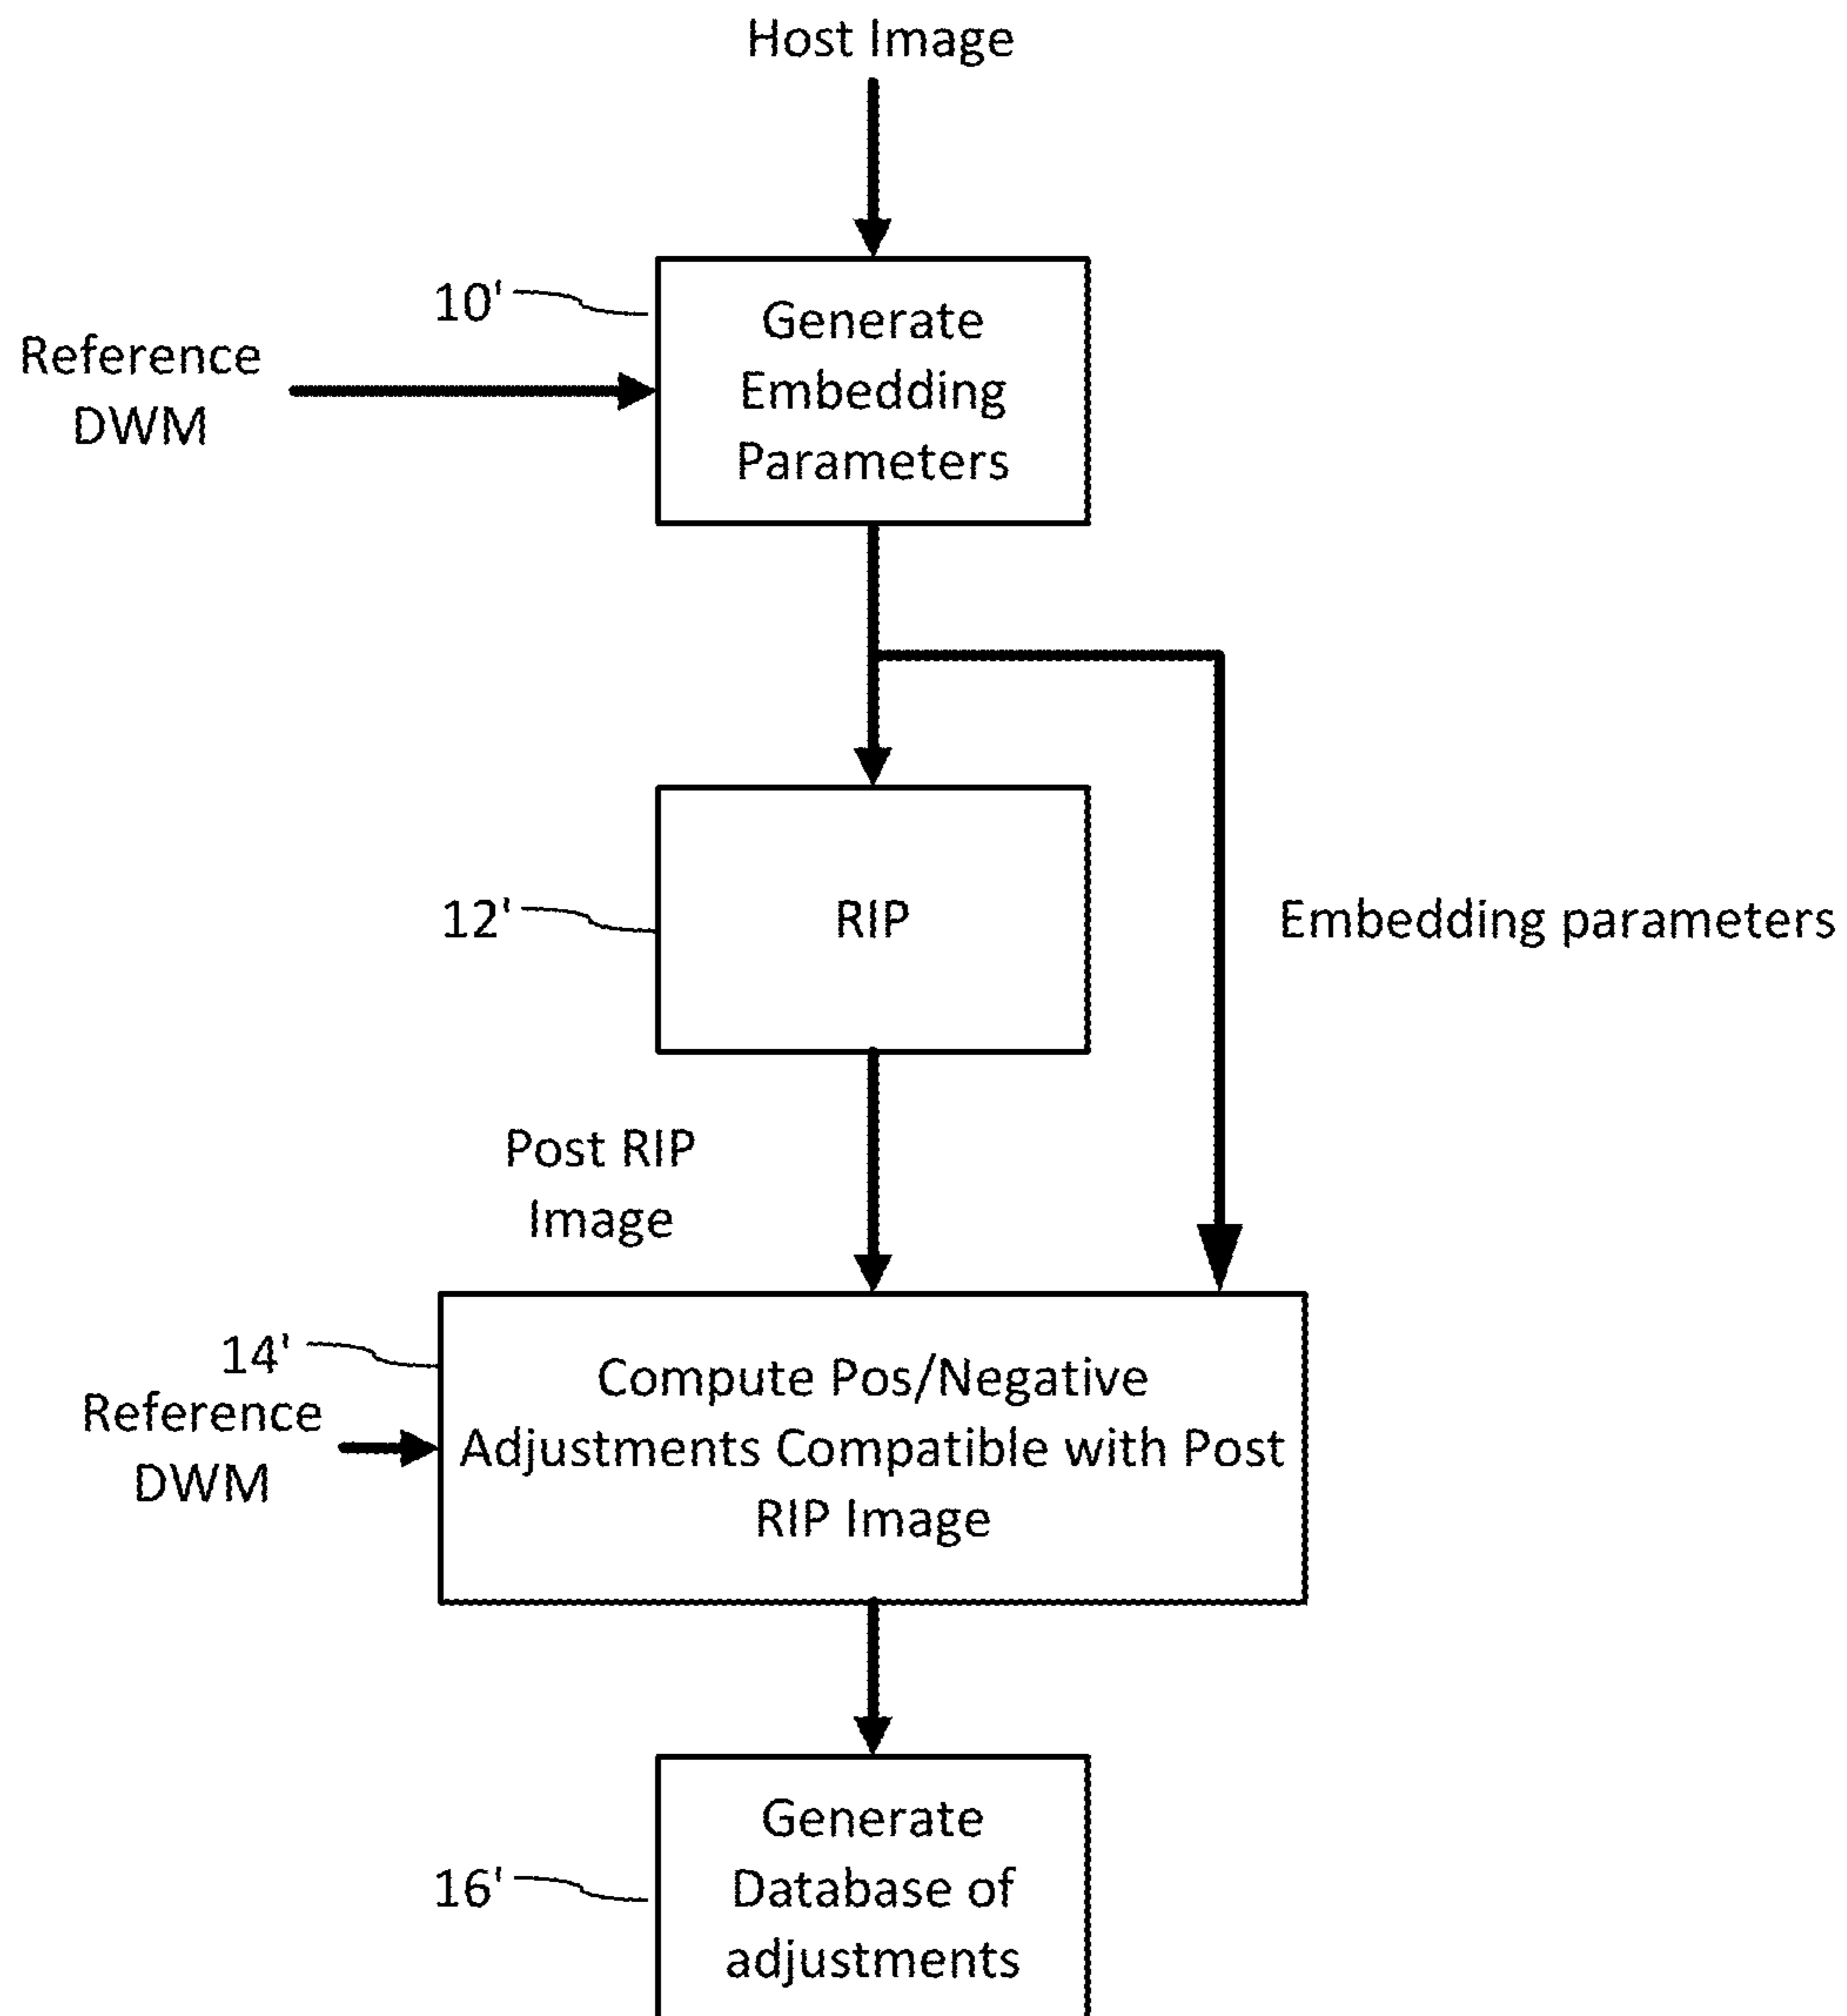 Host Image
10'
Generate
Embedding
Parameters
Reference
DWM
12'
RIP
Embedding parameters
Post RIP
Image
14'
Reference
DWM
Compute Pos/Negative
Adjustments Compatible with Post
RIP Image
16'
Generate
Database of
adjustments